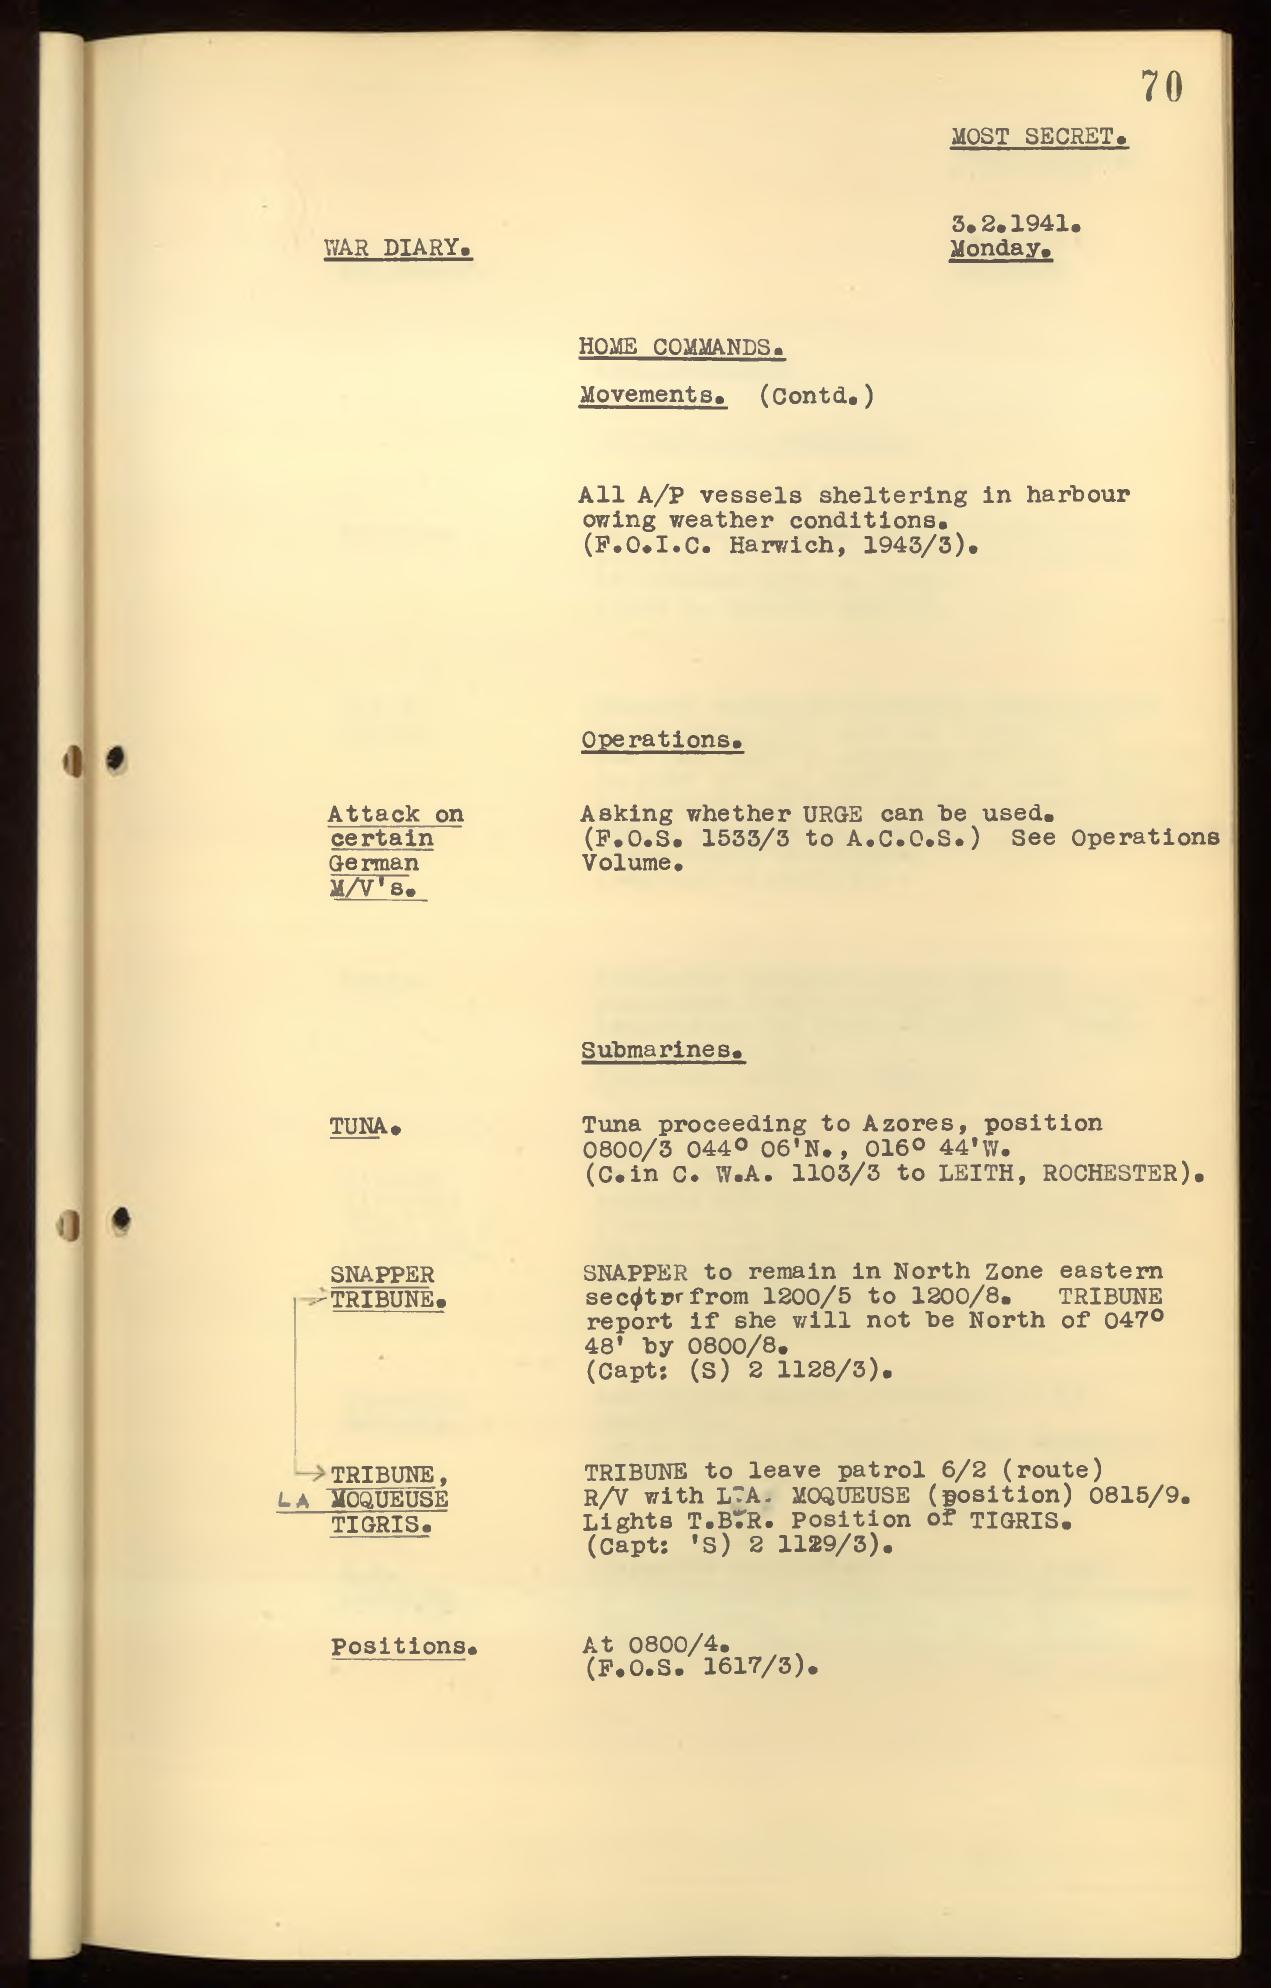 70
MOST SECRET.
3.2.1941.
WAR DIARY. Monday.
HOME COMMANDS.
Movements. (Contd.)
All A/P vessels sheltering in harbour
owing weather conditions.
(F.O.I.C. Harwich, 1943/3).
Operations.
Attack on Asking whether URGE can be used.
certain (F.O.S. 1533/3 to A.C.O.S.) See Operations
German Volume.
M/V's.
Submarines.
TUNA. Tuna proceeding to Azores, position
0800/3 044° 06'N., 016° 44'W.
(C.in C. W.A. 1103/3 to LEITH, ROCHESTER).
SNAPPER SNAPPER to remain in North Zone eastern
TRIBUNE. sector from 1200/5 to 1200/8. TRIBUNE
report if she will not be North of 047°
48' by 0800/8.
(Capt: (S) 2 1128/3).
TRIBUNE, TRIBUNE to leave patrol 6/2 (route)
LA MOQUEUSE R/V with L.A. MOQUEUSE (position) 0815/9.
TIGRIS. Lights T.B.R. Position of TIGRIS.
(Capt: 'S) 2 1129/3).
Positions. At 0800/4.
(F.O.S. 1617/3).